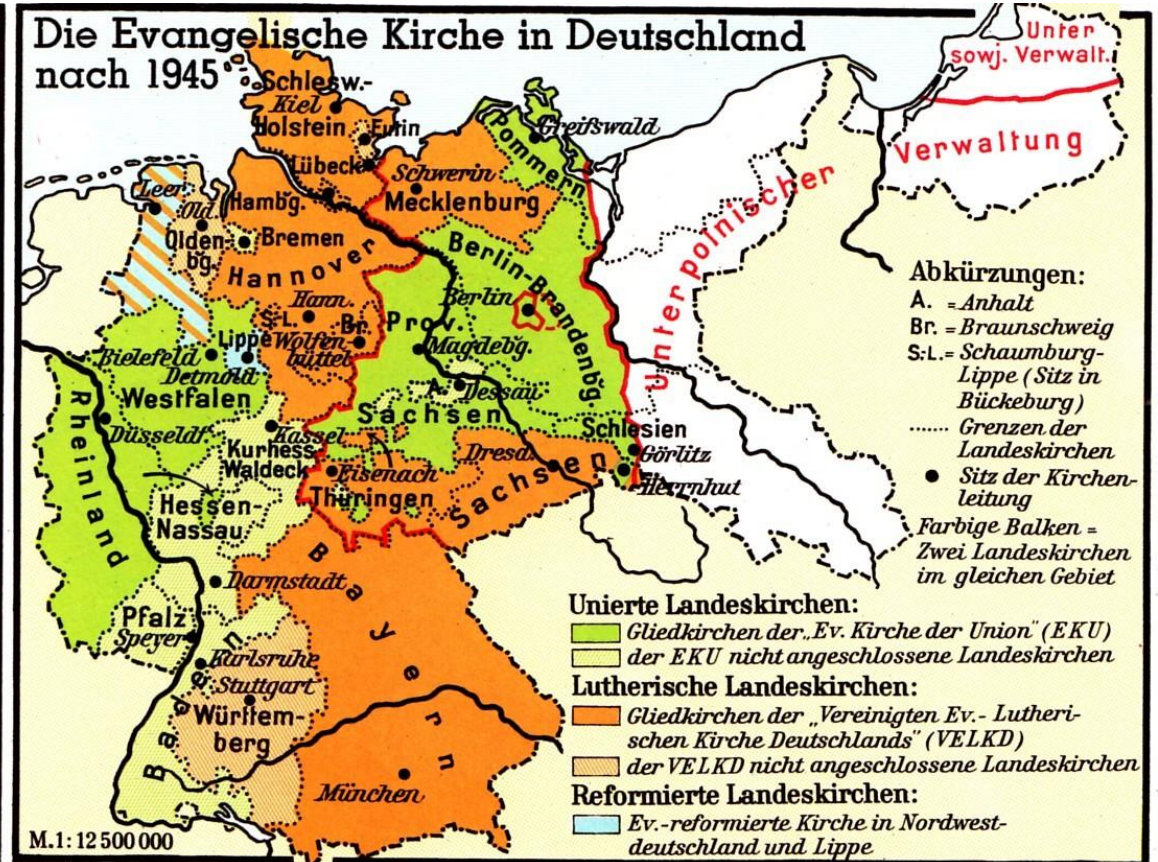 Die Evangelische Kirche in Deutschland
nach 1945
Unter
sowj. Verwalt.
Unter polnischer
Verwaltung
Schlesw.-
Kiel
Holstein
Eutin
Lübeck
Hambg.
Schwerin
Mecklenburg
Pommern
Greifswald
Leer
Old.
Olden-
bg.
Bremen
Hannover
Hann.
S.-L.
Br.
Wolfen-
büttel
Lippe
Bielefeld
Detmold
Westfalen
Berlin-Brandenbg.
Berlin
Prov.
Magdebg.
A.
Dessau
Sachsen
Rheinland
Düsseldf.
Kassel
Kurhess.
Waldeck
Eisenach
Thüringen
Dresd.
Sachsen
Schlesien
Görlitz
Herrnhut
Hessen-
Nassau
Darmstadt
Pfalz
Speyer
Karlsruhe
Stuttgart
Württem-
berg
Baden
Bayern
München
M.1:12500000
Abkürzungen:
A. = Anhalt
Br. = Braunschweig
S.-L. = Schaumburg-
Lippe (Sitz in
Bückeburg)
Grenzen der
Landeskirchen
Sitz der Kirchen-
leitung
Farbige Balken =
Zwei Landeskirchen
im gleichen Gebiet
Unierte Landeskirchen:
Gliedkirchen der „Ev. Kirche der Union" (EKU)
der EKU nicht angeschlossene Landeskirchen
Lutherische Landeskirchen:
Gliedkirchen der „Vereinigten Ev.-Lutheri-
schen Kirche Deutschlands" (VELKD)
der VELKD nicht angeschlossene Landeskirchen
Reformierte Landeskirchen:
Ev.-reformierte Kirche in Nordwest-
deutschland und Lippe